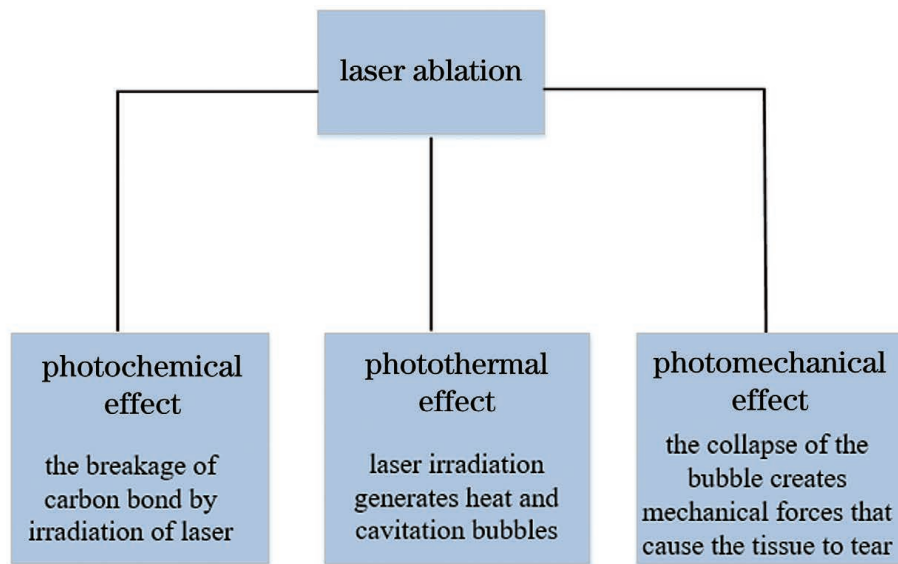 laser ablation
photochemical
effect
the breakage of
carbon bond by
irradiation of laser
photothermal
effect
laser irradiation
generates heat and
cavitation bubbles
photomechanical
effect
the collapse of the
bubble creates
mechanical forces that
cause the tissue to tear